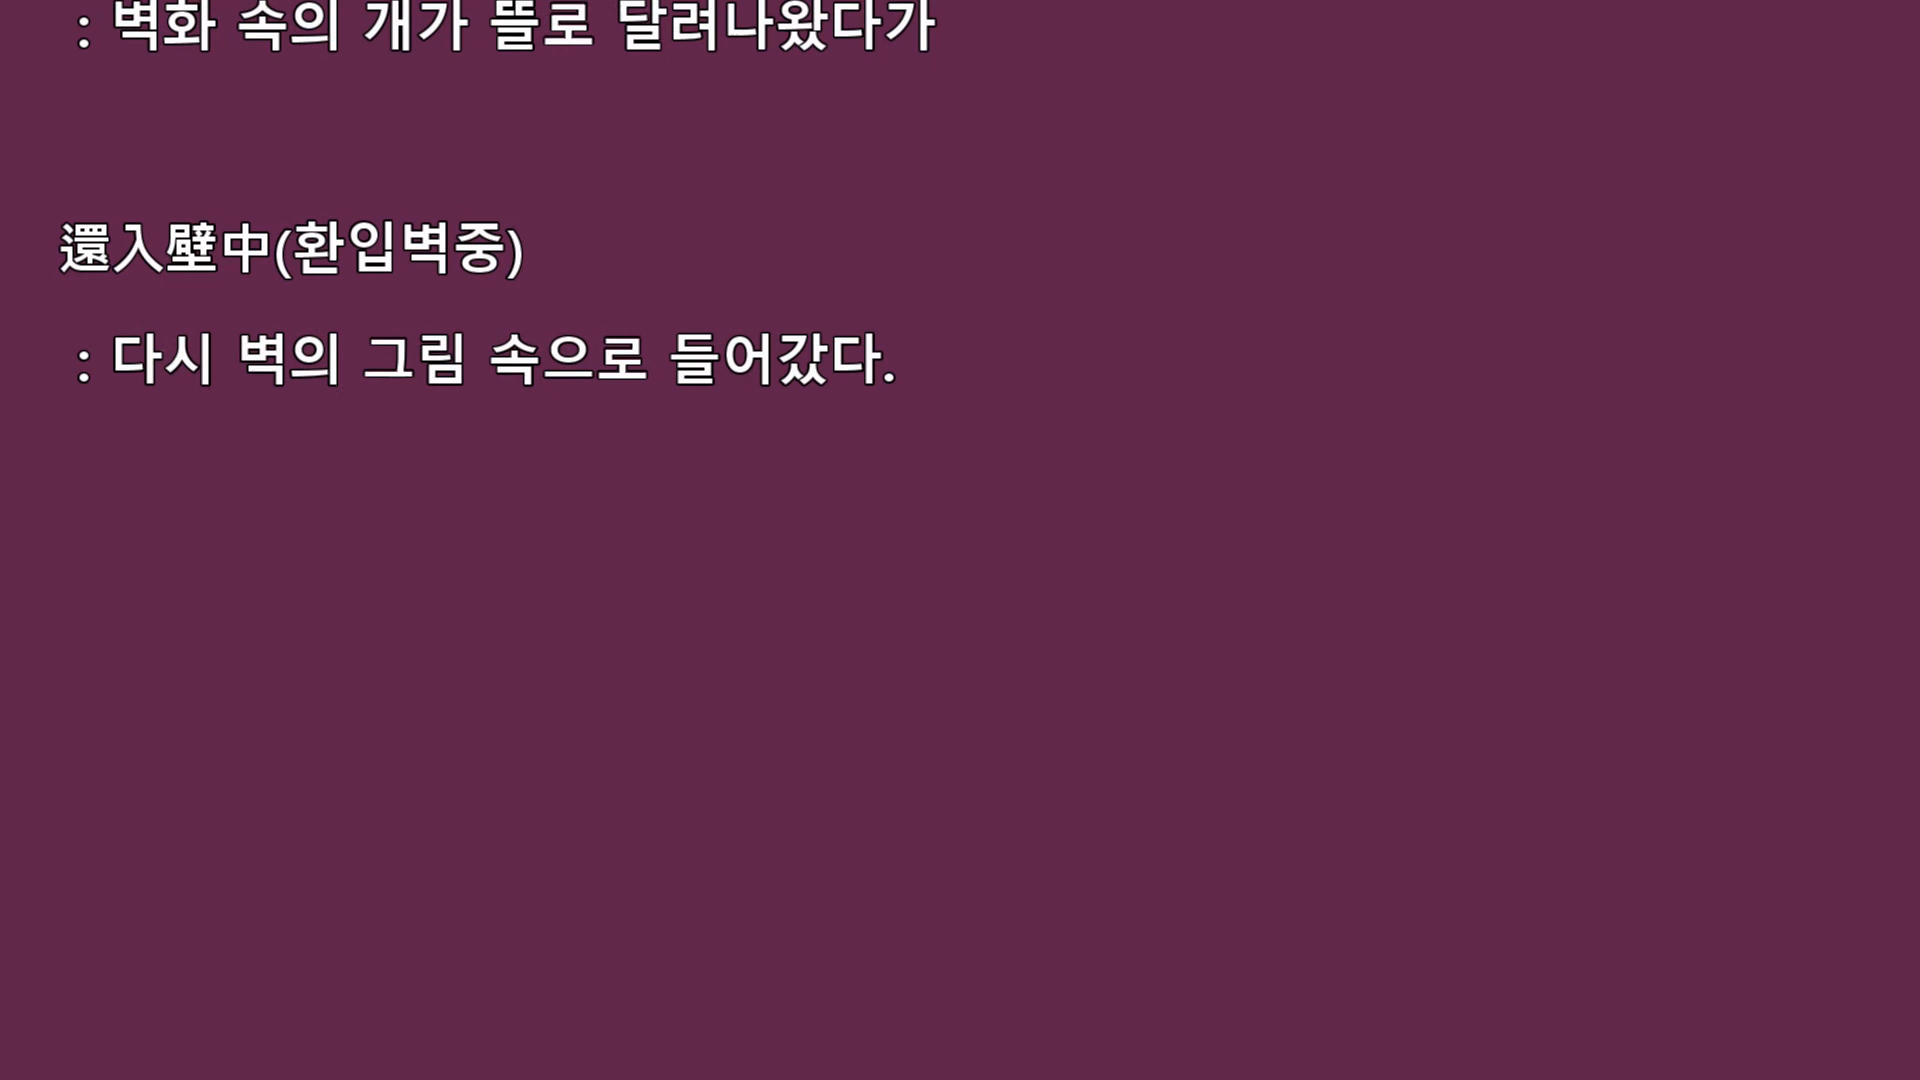 : 벽화 속의 개가 뜰로 달려나왔다가
還入壁中(환입벽중)
: 다시 벽의 그림 속으로 들어갔다.